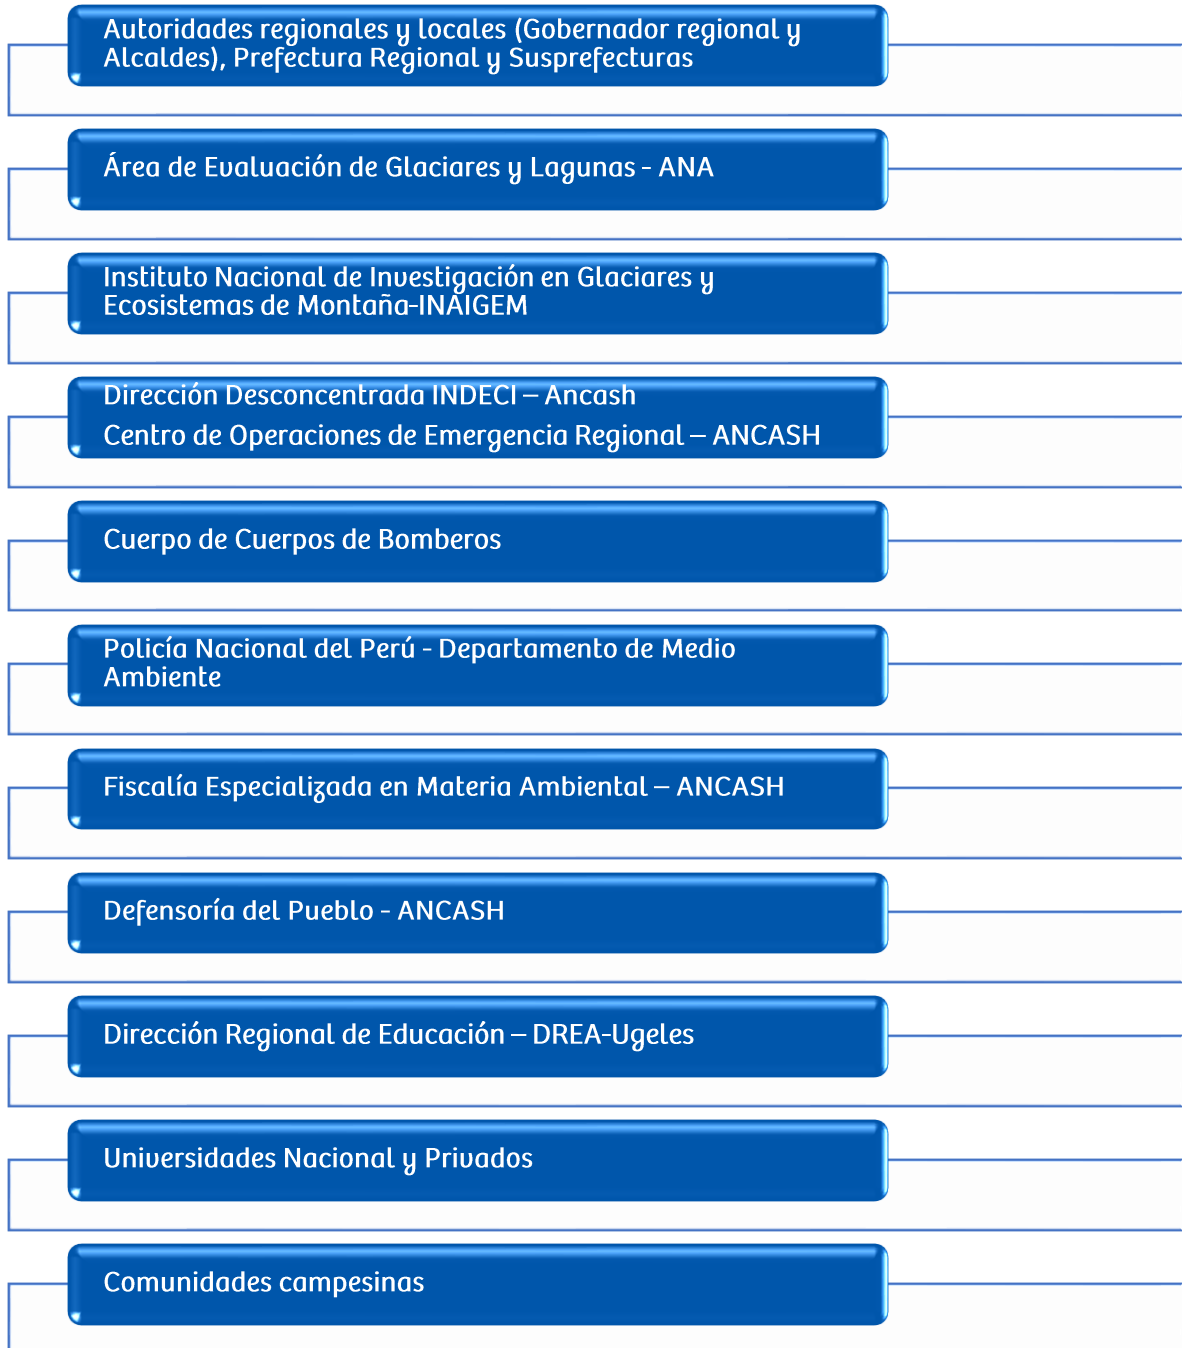 Autoridades regionales y locales (Gobernador regional y
Alcaldes), Prefectura Regional y Susprefecturas
Área de Evaluación de Glaciares y Lagunas - ANA
Instituto Nacional de Investigación en Glaciares y
Ecosistemas de Montaña-INAIGEM
Dirección Desconcentrada INDECI – Ancash
Centro de Operaciones de Emergencia Regional – ANCASH
Cuerpo de Cuerpos de Bomberos
Policía Nacional del Perú - Departamento de Medio
Ambiente
Fiscalía Especializada en Materia Ambiental – ANCASH
Defensoría del Pueblo - ANCASH
Dirección Regional de Educación – DREA-Ugeles
Universidades Nacional y Privados
Comunidades campesinas